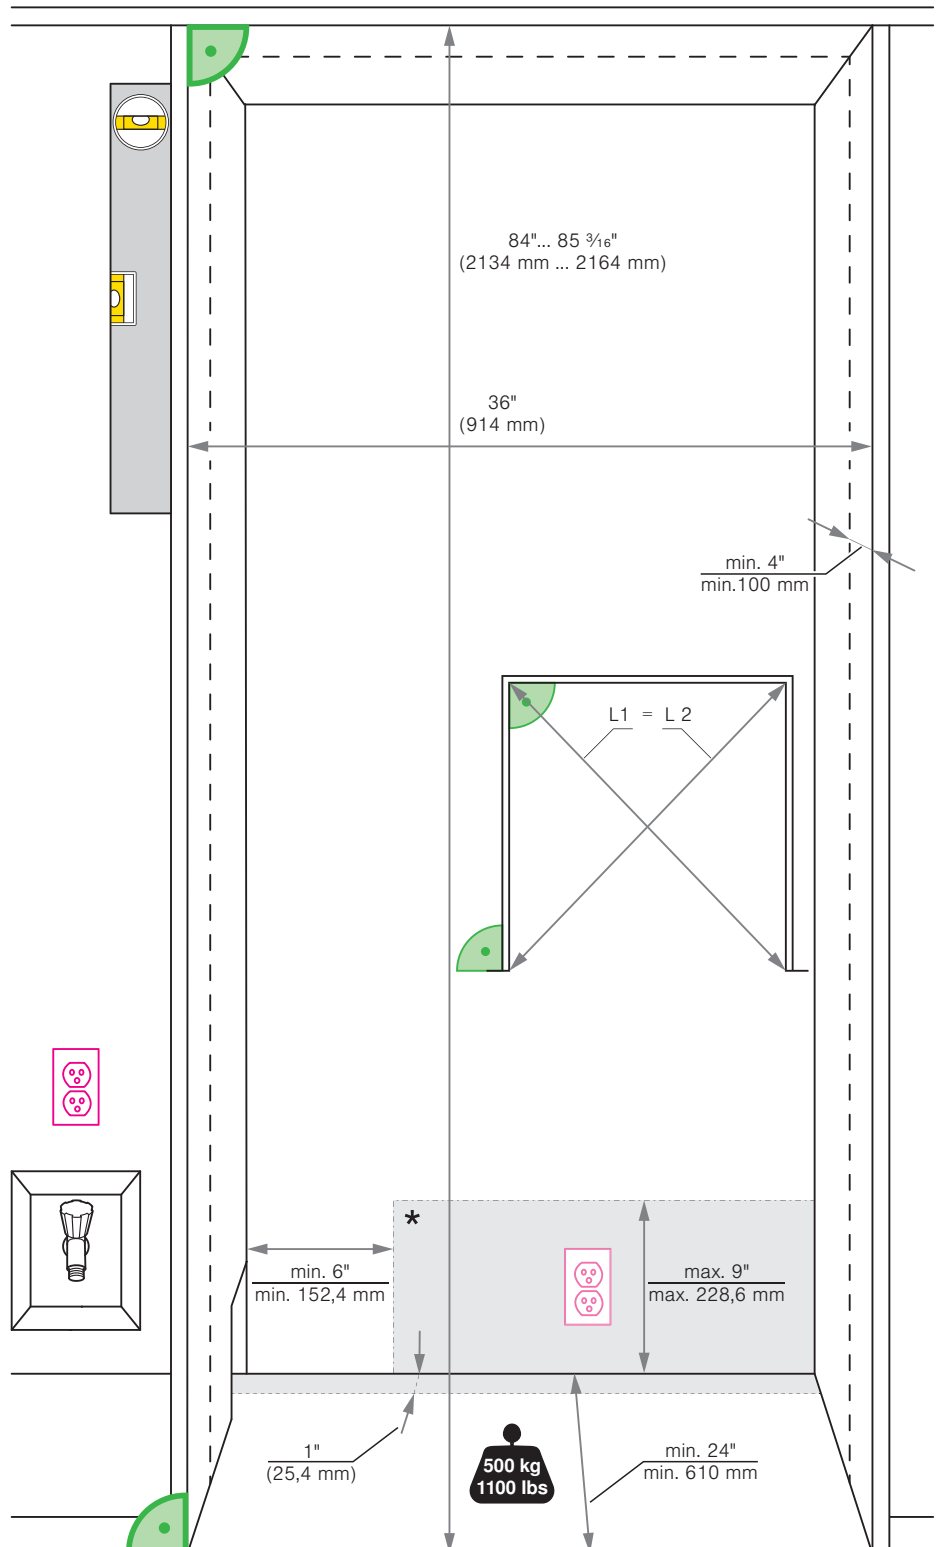 84"... 85 ³⁄₁₆"
(2134 mm ... 2164 mm)
36"
(914 mm)
min. 4"
min.100 mm
L1 = L 2
*
min. 6"
min. 152,4 mm
max. 9"
max. 228,6 mm
1"
(25,4 mm)
500 kg
1100 lbs
min. 24"
min. 610 mm